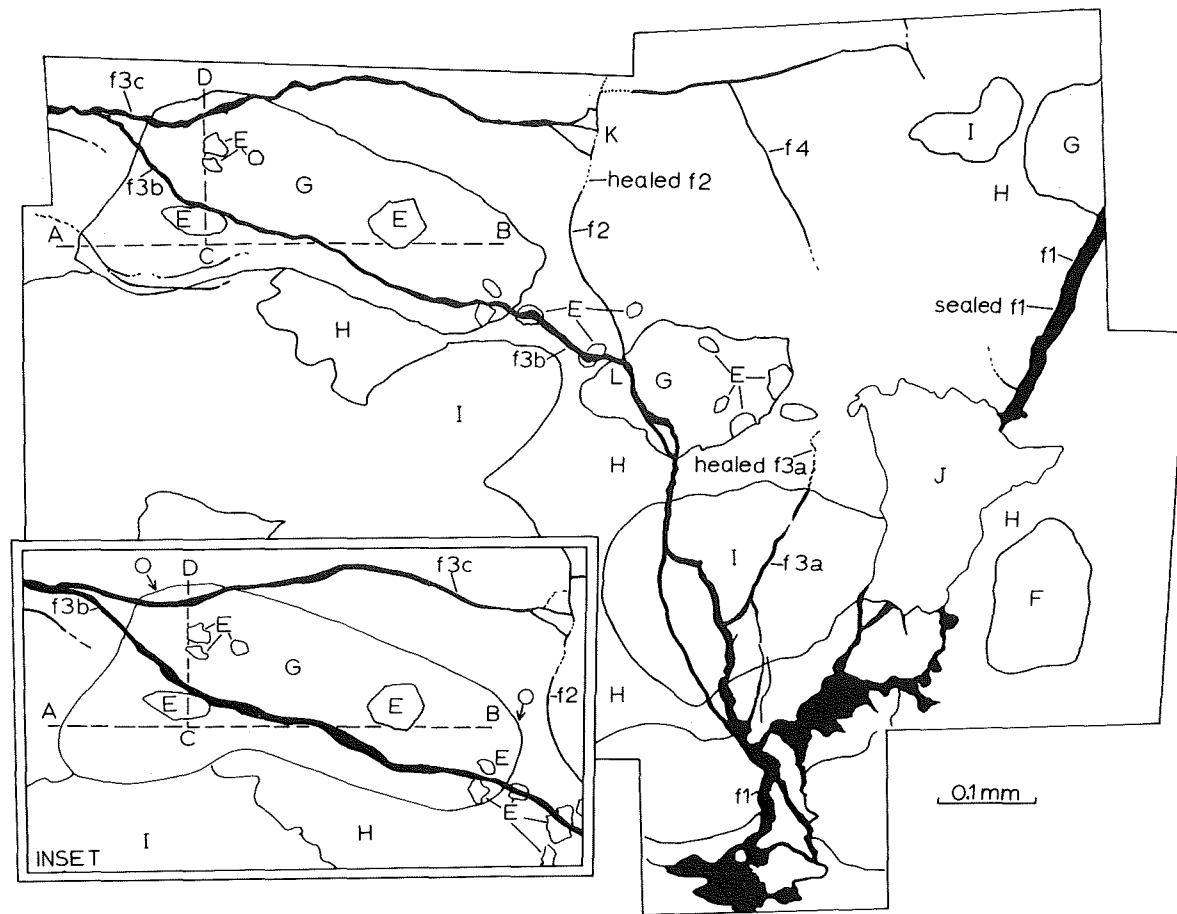 f3c
D
K
I
G
E
G
f4
healed f2
f3b
H
E
E
f2
A
B
C
f1
sealed f1
H
E
f3b
L
G
E
I
H
healed f3a
J
H
I
f3a
F
H
f1
0.1mm
D
f3c
f3b
E
G
A
E
E
B
f2
C
E
E
I
H
INSET